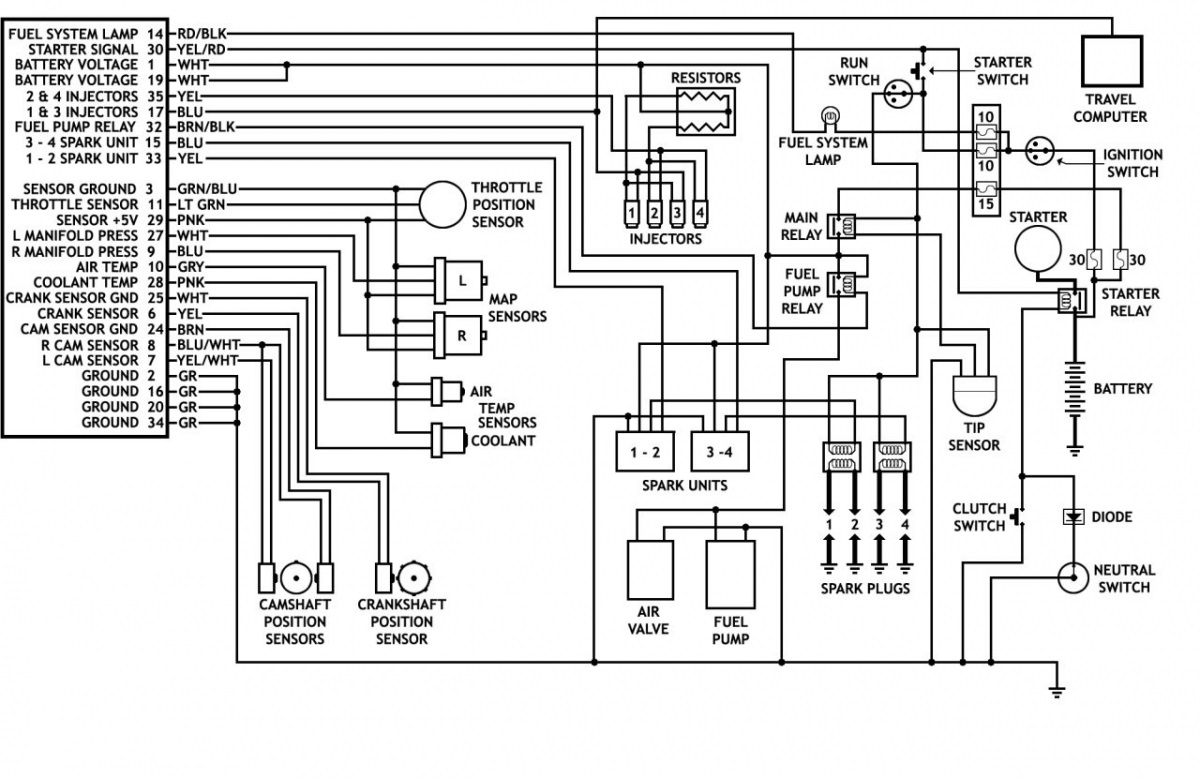 FUEL SYSTEM LAMP 14 RD/BLK
STARTER SIGNAL 30 YEL/RD
BATTERY VOLTAGE 1 WHT
BATTERY VOLTAGE 19 WHT
2 & 4 INJECTORS 35 YEL
1 & 3 INJECTORS 17 BLU
FUEL PUMP RELAY 32 BRN/BLK
3 - 4 SPARK UNIT 15 BLU
1 - 2 SPARK UNIT 33 YEL
SENSOR GROUND 3 GRN/BLU
THROTTLE SENSOR 11 LT GRN
SENSOR +5V 29 PNK
L MANIFOLD PRESS 27 WHT
R MANIFOLD PRESS 9 BLU
AIR TEMP 10 GRY
COOLANT TEMP 28 PNK
CRANK SENSOR GND 25 WHT
CRANK SENSOR 6 YEL
CAM SENSOR GND 24 BRN
R CAM SENSOR 8 BLU/WHT
L CAM SENSOR 7 YEL/WHT
GROUND 2 GR
GROUND 16 GR
GROUND 20 GR
GROUND 34 GR
THROTTLE
POSITION
SENSOR
L
MAP
SENSORS
R
AIR
TEMP
SENSORS
COOLANT
CAMSHAFT
POSITION
SENSORS
CRANKSHAFT
POSITION
SENSOR
RESISTORS
1 2 3 4
INJECTORS
1 - 2
3 -4
SPARK UNITS
AIR
VALVE
FUEL
PUMP
RUN
SWITCH
STARTER
SWITCH
TRAVEL
COMPUTER
FUEL SYSTEM
LAMP
10
10
15
IGNITION
SWITCH
MAIN
RELAY
STARTER
30
30
FUEL
PUMP
RELAY
STARTER
RELAY
BATTERY
TIP
SENSOR
1 2 3 4
SPARK PLUGS
CLUTCH
SWITCH
DIODE
NEUTRAL
SWITCH